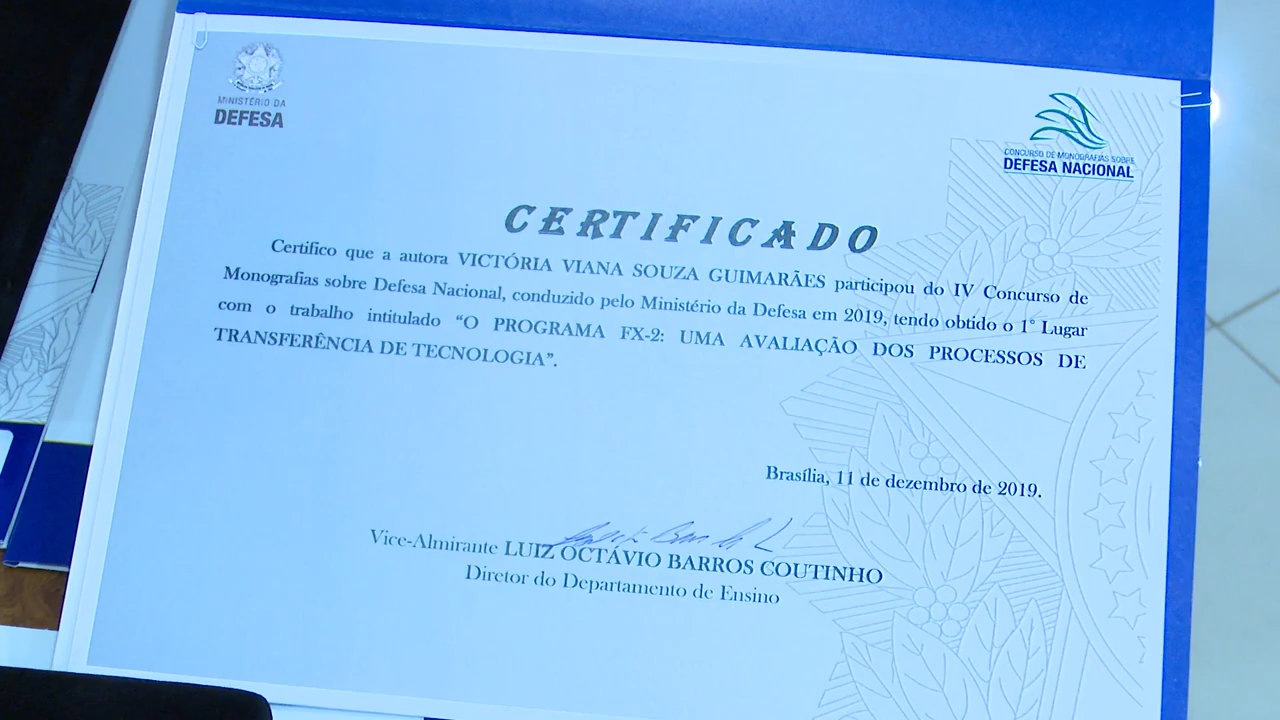 MINISTÉRIO DA
DEFESA
CONCURSO DE MONOGRAFIAS SOBRE
DEFESA NACIONAL
CERTIFICADO
Certifico que a autora VICTÓRIA VIANA SOUZA GUIMARÃES participou do IV Concurso de
Monografias sobre Defesa Nacional, conduzido pelo Ministério da Defesa em 2019, tendo obtido o 1° Lugar
com o trabalho intitulado “O PROGRAMA FX-2: UMA AVALIAÇÃO DOS PROCESSOS DE
TRANSFERÊNCIA DE TECNOLOGIA”.
Brasília, 11 de dezembro de 2019.
Vice-Almirante LUIZ OCTÁVIO BARROS COUTINHO
Diretor do Departamento de Ensino